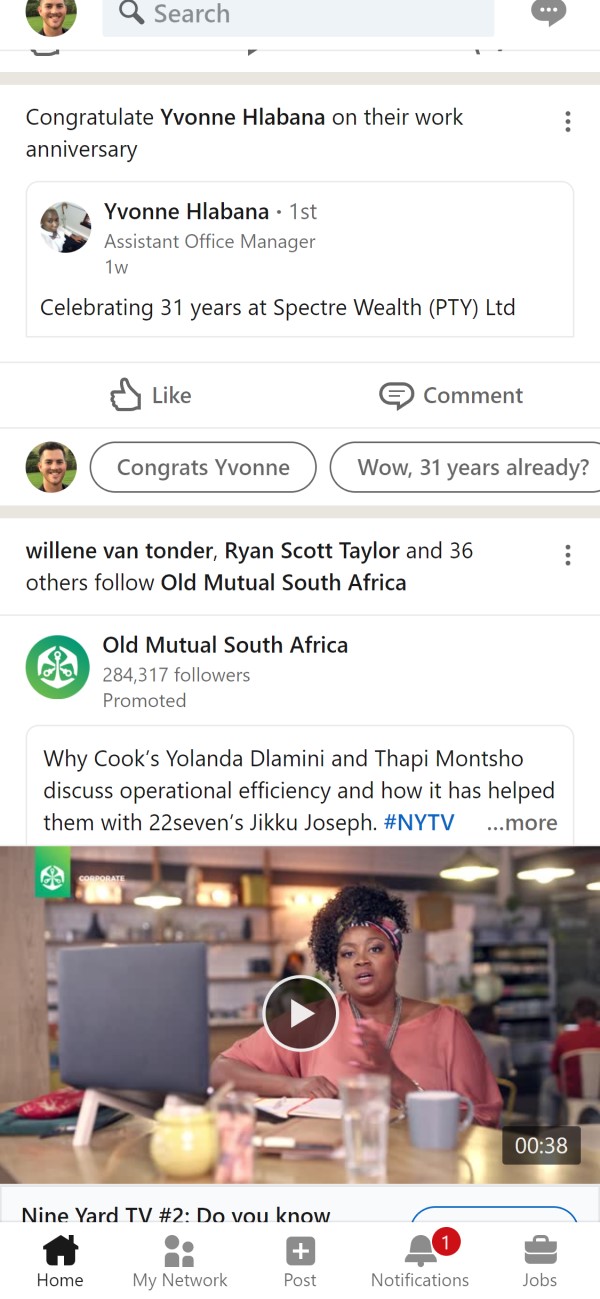 Search
Congratulate Yvonne Hlabana on their work
anniversary
Yvonne Hlabana • 1st
Assistant Office Manager
1w
Celebrating 31 years at Spectre Wealth (PTY) Ltd
Like
Comment
Congrats Yvonne
Wow, 31 years already?
willene van tonder, Ryan Scott Taylor and 36
others follow Old Mutual South Africa
Old Mutual South Africa
284,317 followers
Promoted
Why Cook’s Yolanda Dlamini and Thapi Montsho
discuss operational efficiency and how it has helped
them with 22seven’s Jikku Joseph. #NYTV ...more
CORPORATE
00:38
Nine Yard TV #2: Do you know
1
Home
My Network
Post
Notifications
Jobs